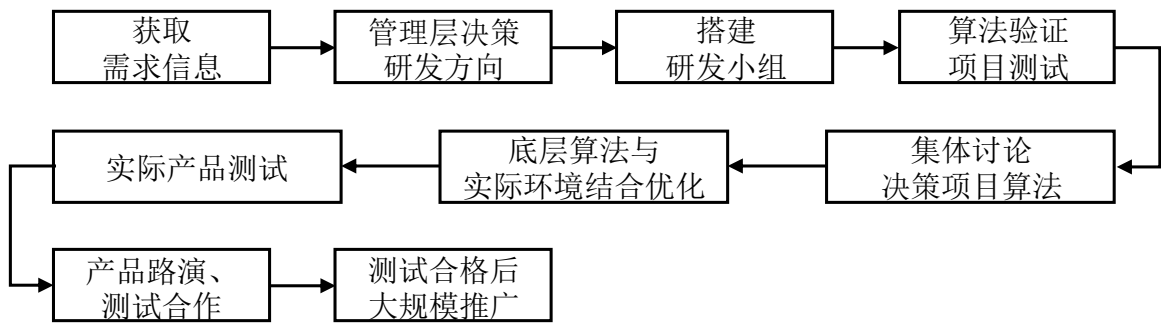 获取
需求信息
管理层决策
研发方向
搭建
研发小组
算法验证
项目测试
集体讨论
决策项目算法
底层算法与
实际环境结合优化
实际产品测试
产品路演、
测试合作
测试合格后
大规模推广